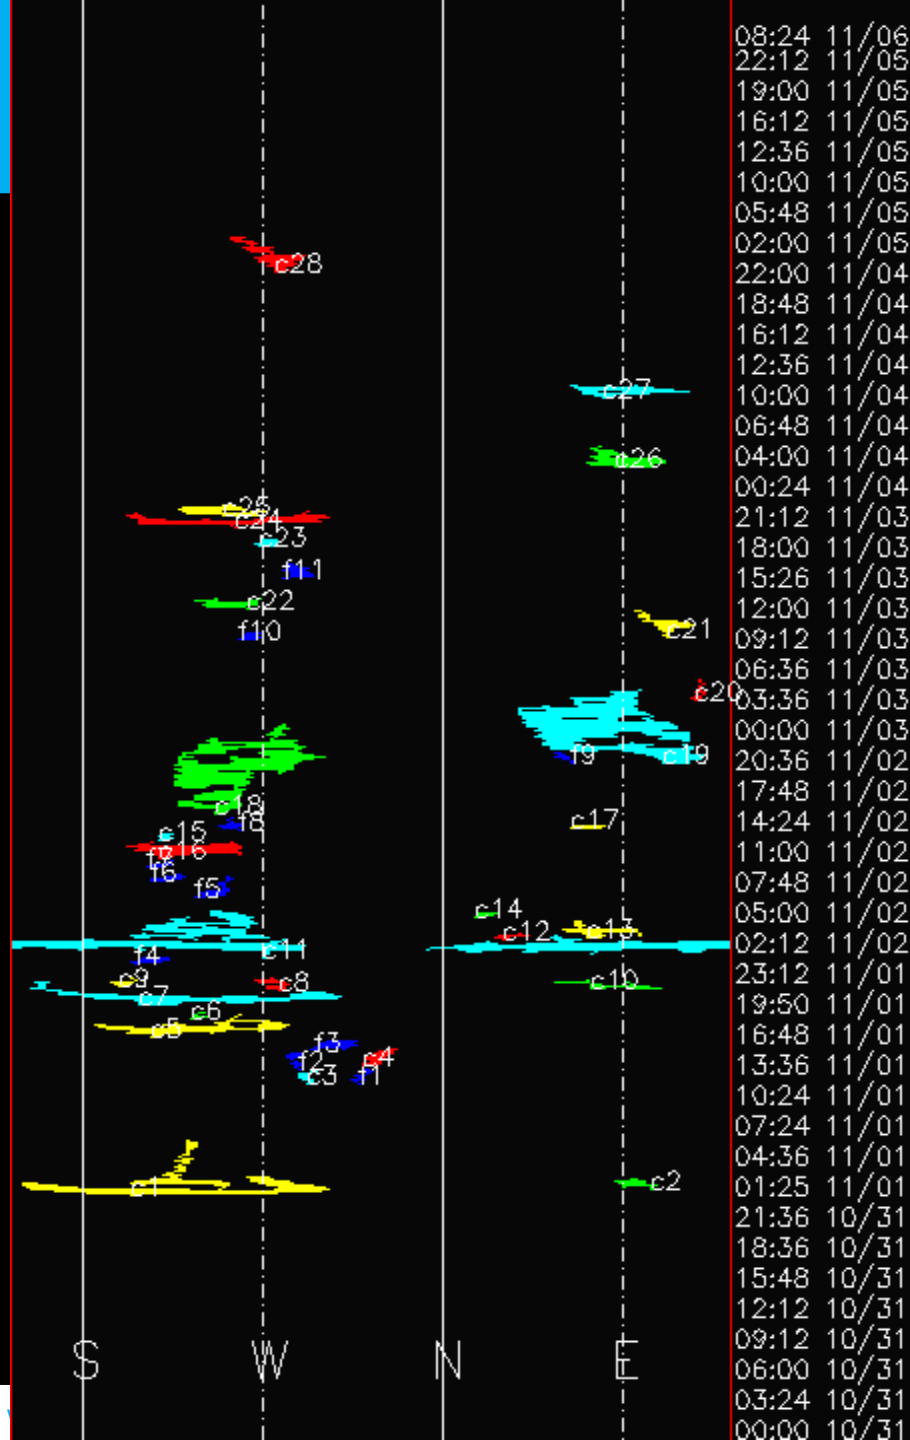 08:24 11/06
22:12 11/05
19:00 11/05
16:12 11/05
12:36 11/05
10:00 11/05
05:48 11/05
02:00 11/05
c28
22:00 11/04
18:48 11/04
16:12 11/04
12:36 11/04
c27
10:00 11/04
06:48 11/04
c26
04:00 11/04
00:24 11/04
c25
c24
21:12 11/03
c23
18:00 11/03
f11
15:26 11/03
c22
12:00 11/03
f10
c21
09:12 11/03
06:36 11/03
c20
03:36 11/03
00:00 11/03
f9
c19
20:36 11/02
17:48 11/02
c18
f8
c17
14:24 11/02
c15
c16
11:00 11/02
f6
f5
07:48 11/02
c14
05:00 11/02
c12
c13
02:12 11/02
c11
f4
c9
c8
c10
23:12 11/01
c7
19:50 11/01
c6
c5
16:48 11/01
f3
f2
c4
13:36 11/01
c3
f1
10:24 11/01
07:24 11/01
04:36 11/01
c1
c2
01:25 11/01
21:36 10/31
18:36 10/31
15:48 10/31
12:12 10/31
09:12 10/31
S W N E
06:00 10/31
03:24 10/31
00:00 10/31